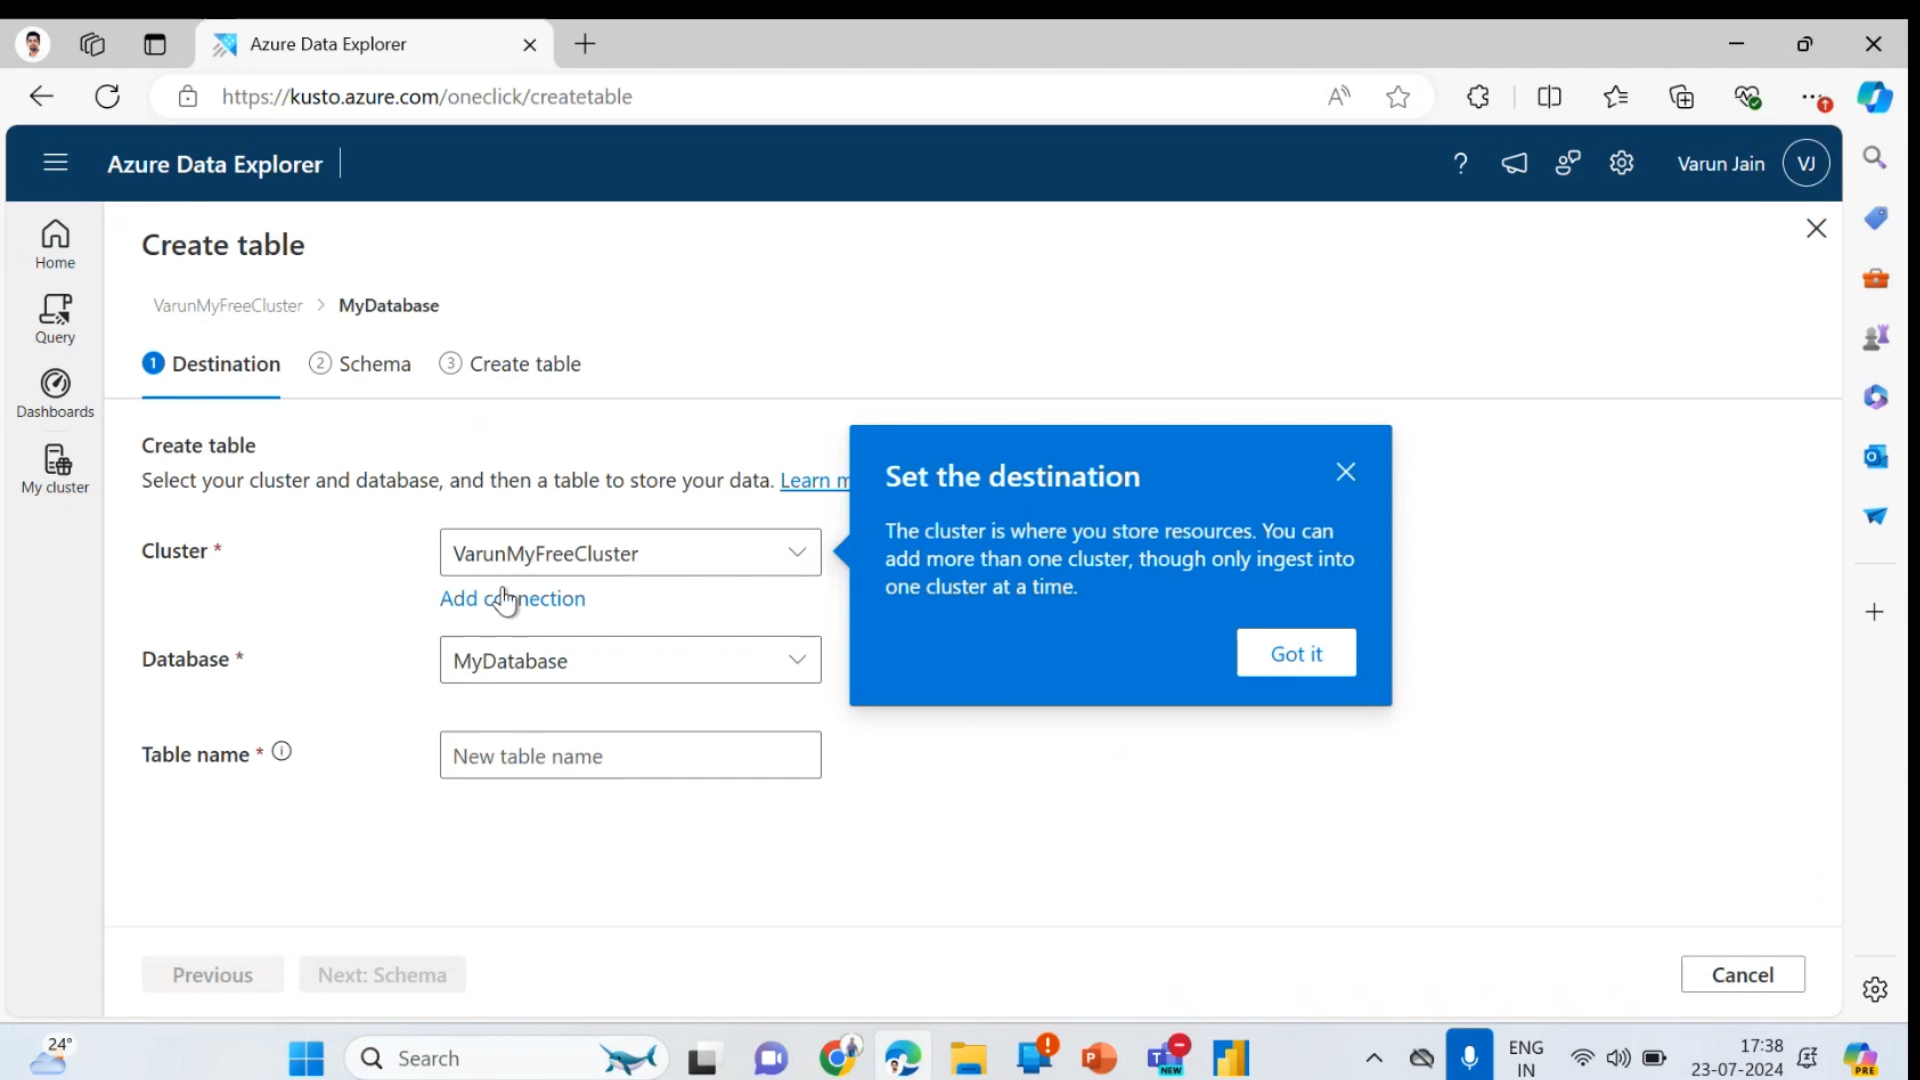 Azure Data Explorer
https://kusto.azure.com/oneclick/createtable
Azure Data Explorer
Varun Jain
VJ
Home
Query
Dashboards
My cluster
Create table
VarunMyFreeCluster > MyDatabase
1 Destination
2 Schema
3 Create table
Create table
Select your cluster and database, and then a table to store your data. Learn m
Cluster *
VarunMyFreeCluster
Add connection
Database *
MyDatabase
Table name *
New table name
Set the destination
The cluster is where you store resources. You can
add more than one cluster, though only ingest into
one cluster at a time.
Got it
Previous
Next: Schema
Cancel
24°
Search
NEW
ENG
IN
17:38
23-07-2024
PRE